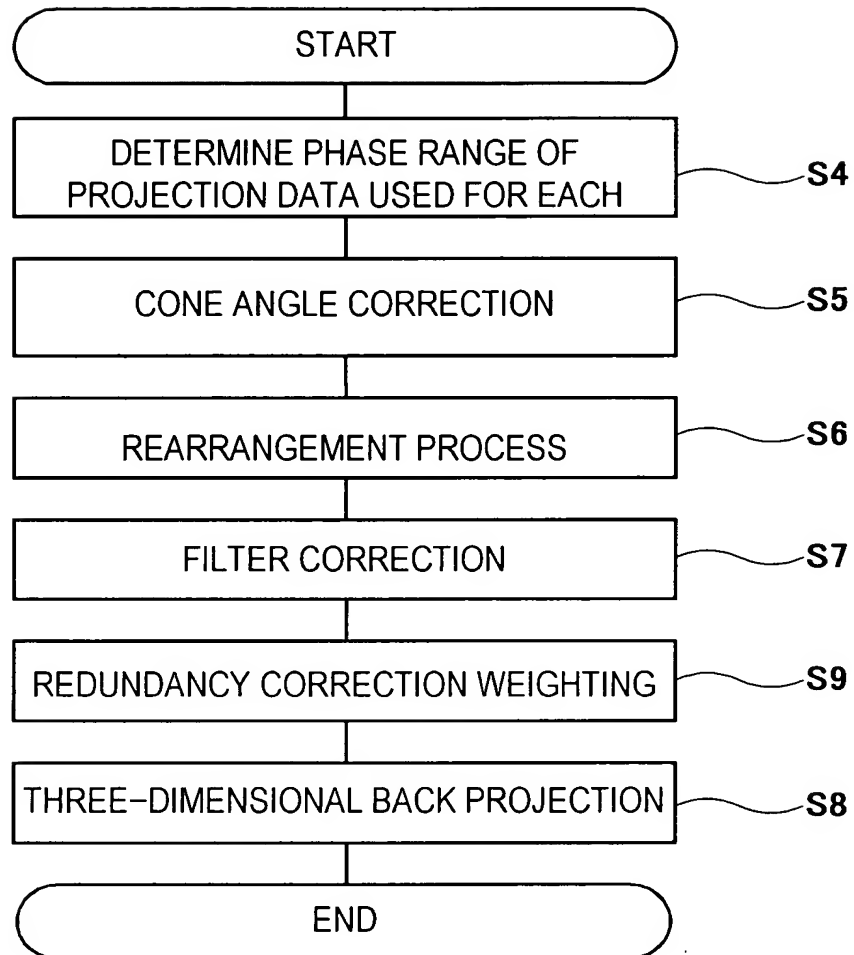 START
DETERMINE PHASE RANGE OF
PROJECTION DATA USED FOR EACH
S4
CONE ANGLE CORRECTION
S5
REARRANGEMENT PROCESS
S6
FILTER CORRECTION
S7
REDUNDANCY CORRECTION WEIGHTING
S9
THREE-DIMENSIONAL BACK PROJECTION
S8
END